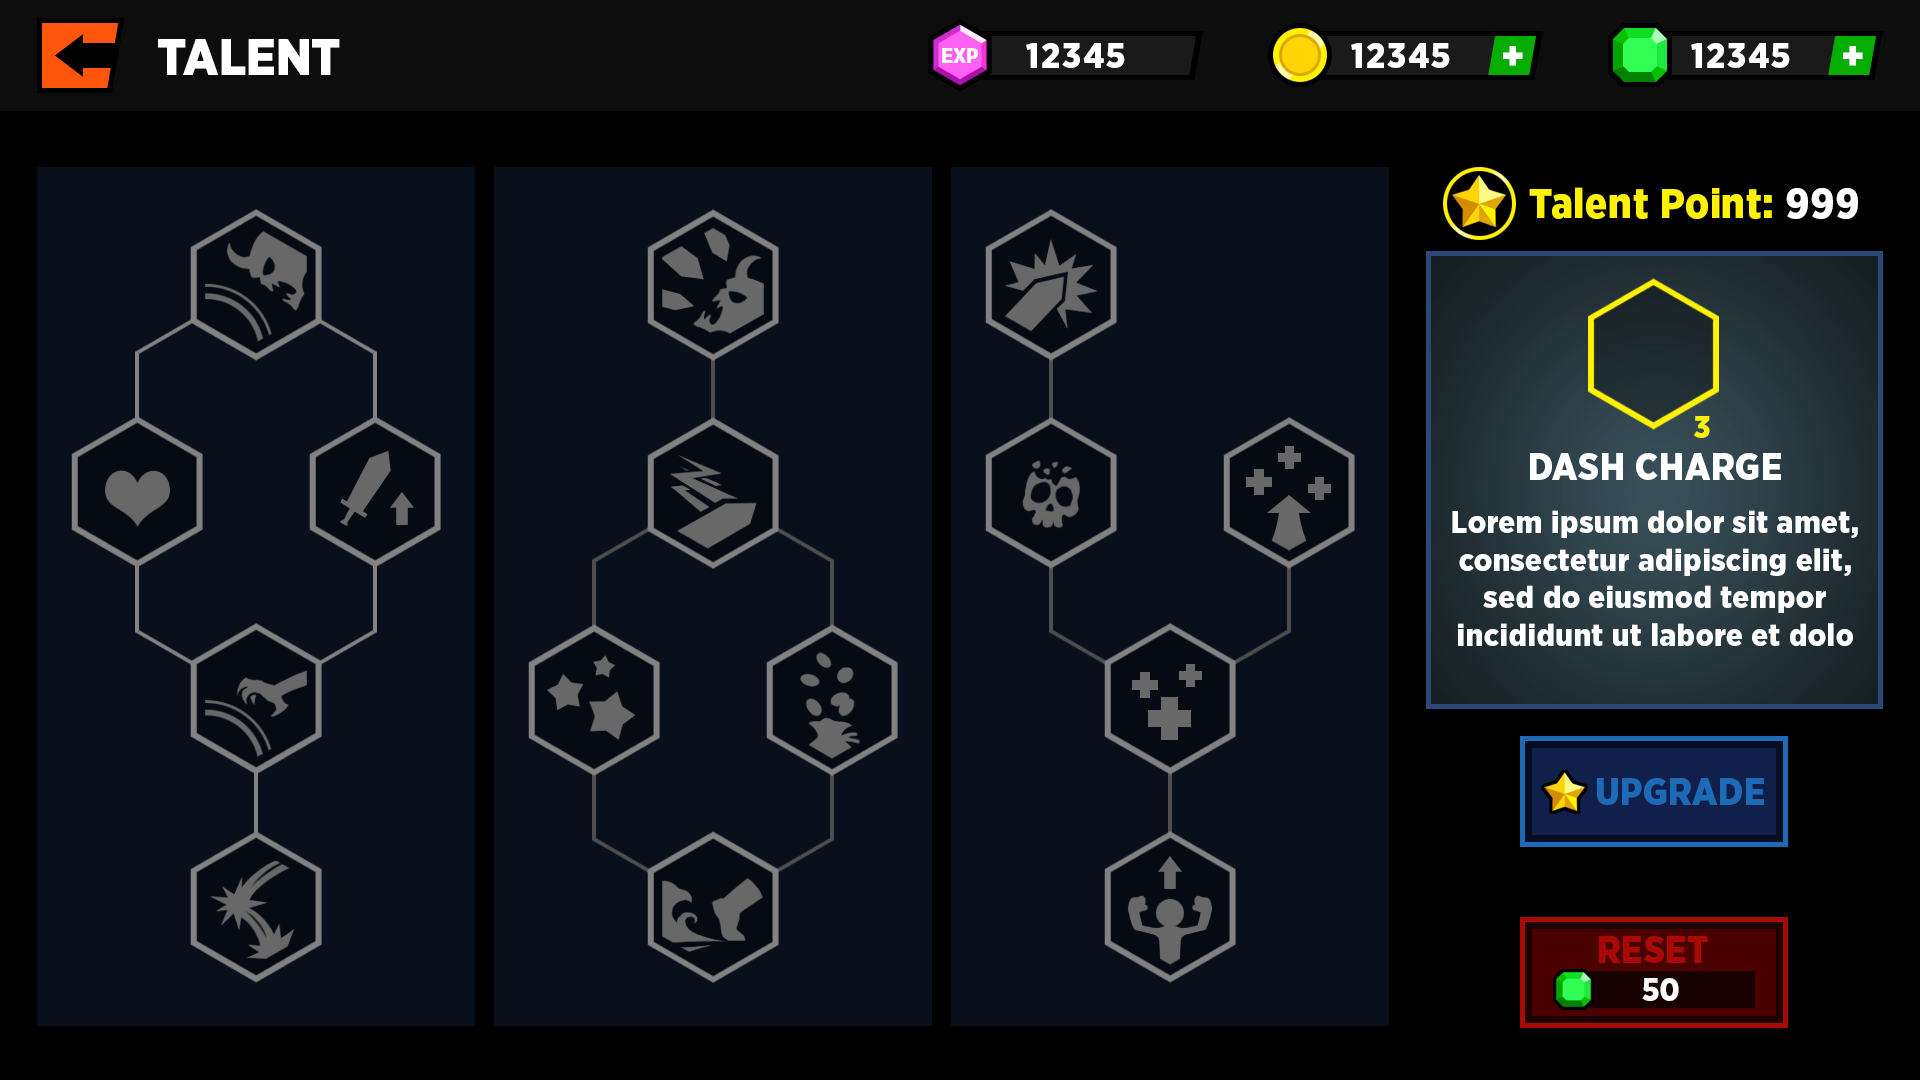 TALENT
EXP
12345
12345
+
12345
+
Talent Point: 999
3
DASH CHARGE
Lorem ipsum dolor sit amet,
consectetur adipiscing elit,
sed do eiusmod tempor
incididunt ut labore et dolo
UPGRADE
RESET
50